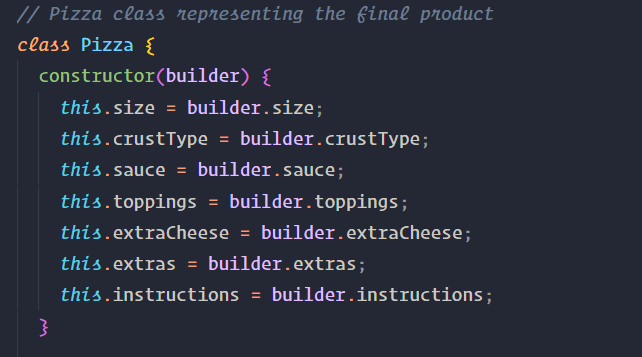 // Pizza class representing the final product
class Pizza {
constructor(builder) {
this.size = builder.size;
this.crustType = builder.crustType;
this.sauce = builder.sauce;
this.toppings = builder.toppings;
this.extraCheese = builder.extraCheese;
this.extras = builder.extras;
this.instructions = builder.instructions;
}